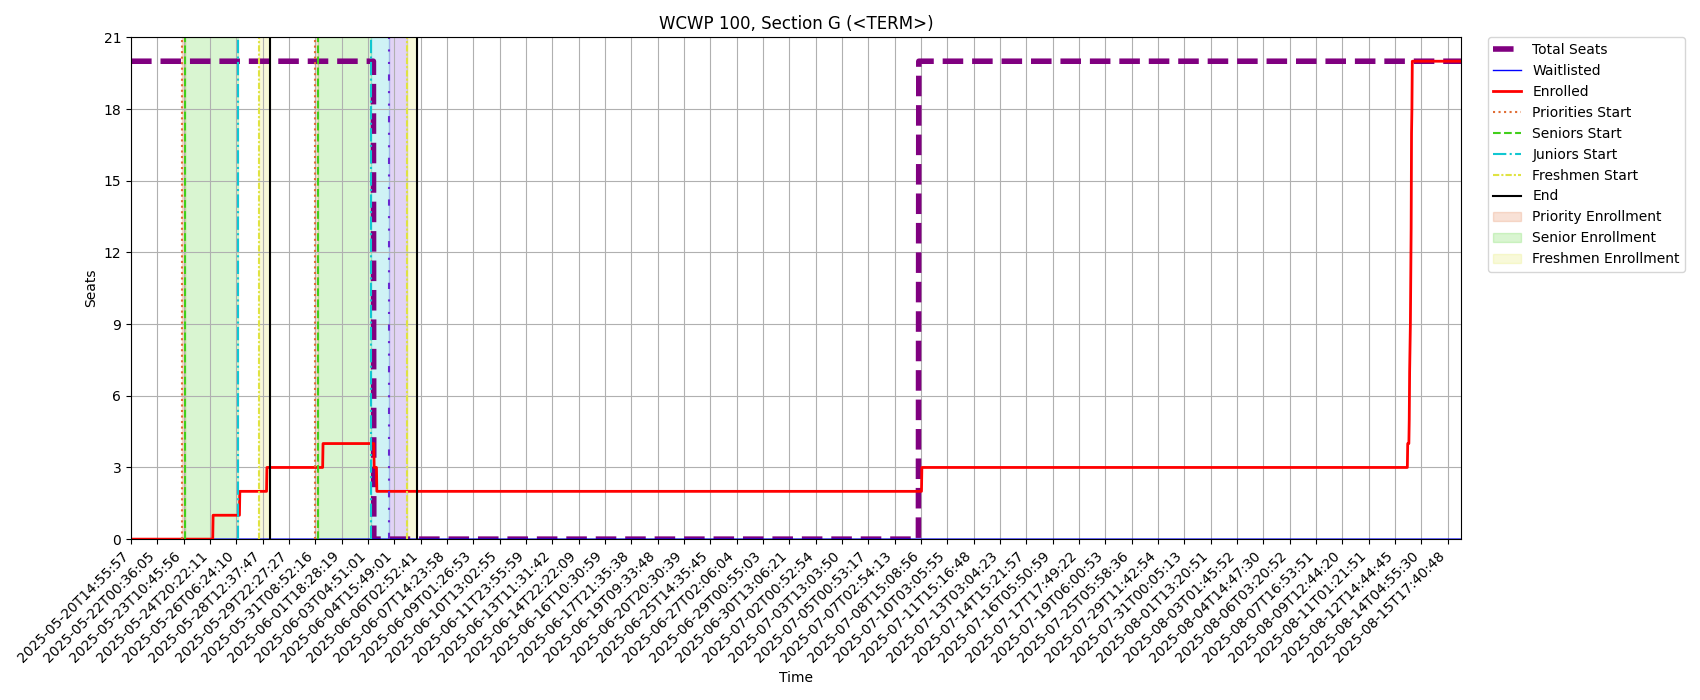 WCWP 100, Section G (<TERM>)
21
18
15
12
9
6
3
0
Seats
2025-05-20T14:55:57
2025-05-22T00:36:05
2025-05-23T10:45:56
2025-05-24T20:22:11
2025-05-26T06:24:10
2025-05-28T12:37:47
2025-05-29T22:27:27
2025-05-31T08:52:16
2025-06-01T18:28:19
2025-06-03T04:51:01
2025-06-04T15:49:01
2025-06-06T02:52:41
2025-06-07T14:23:58
2025-06-09T01:26:53
2025-06-10T13:02:55
2025-06-11T23:55:59
2025-06-13T11:31:42
2025-06-14T22:22:09
2025-06-16T10:30:59
2025-06-17T21:35:38
2025-06-19T09:33:48
2025-06-20T20:30:39
2025-06-25T14:35:45
2025-06-27T02:06:04
2025-06-29T00:55:03
2025-06-30T13:06:21
2025-07-02T00:52:54
2025-07-03T13:03:50
2025-07-05T00:53:17
2025-07-07T02:54:13
2025-07-08T15:08:56
2025-07-10T03:05:55
2025-07-11T15:16:48
2025-07-13T03:04:23
2025-07-14T15:21:57
2025-07-16T05:50:59
2025-07-17T17:49:22
2025-07-19T06:00:53
2025-07-25T05:58:36
2025-07-29T11:42:54
2025-07-31T00:05:13
2025-08-01T13:20:51
2025-08-03T01:45:52
2025-08-04T14:47:30
2025-08-06T03:20:52
2025-08-07T16:53:51
2025-08-09T12:44:20
2025-08-11T01:21:51
2025-08-12T14:44:45
2025-08-14T04:55:30
2025-08-15T17:40:48
Time
Total Seats
Waitlisted
Enrolled
Priorities Start
Seniors Start
Juniors Start
Freshmen Start
End
Priority Enrollment
Senior Enrollment
Freshmen Enrollment